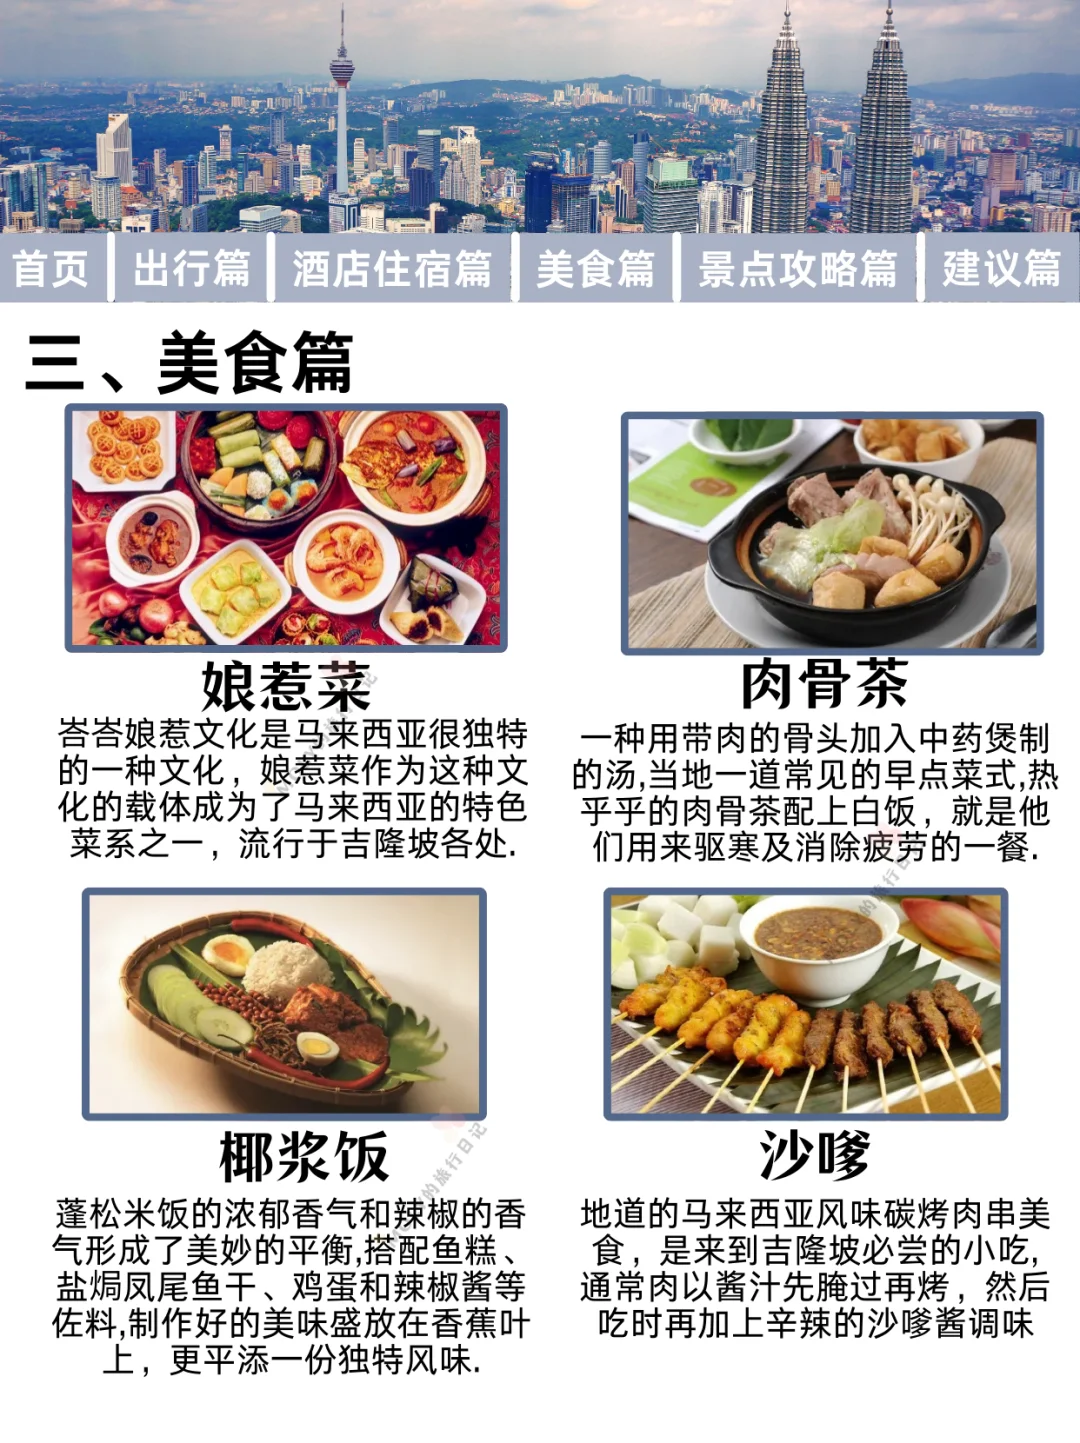 首页
出行篇
酒店住宿篇
美食篇
景点攻略篇
建议篇
三、美食篇
娘惹菜
峇峇娘惹文化是马来西亚很独特
的一种文化，娘惹菜作为这种文
化的载体成为了马来西亚的特色
菜系之一，流行于吉隆坡各处.
肉骨茶
一种用带肉的骨头加入中药煲制
的汤,当地一道常见的早点菜式,热
乎乎的肉骨茶配上白饭，就是他
们用来驱寒及消除疲劳的一餐.
椰浆饭
蓬松米饭的浓郁香气和辣椒的香
气形成了美妙的平衡,搭配鱼糕、
盐焗凤尾鱼干、鸡蛋和辣椒酱等
佐料,制作好的美味盛放在香蕉叶
上，更平添一份独特风味.
沙嗲
地道的马来西亚风味碳烤肉串美
食，是来到吉隆坡必尝的小吃,
通常肉以酱汁先腌过再烤，然后
吃时再加上辛辣的沙嗲酱调味
的旅行日记